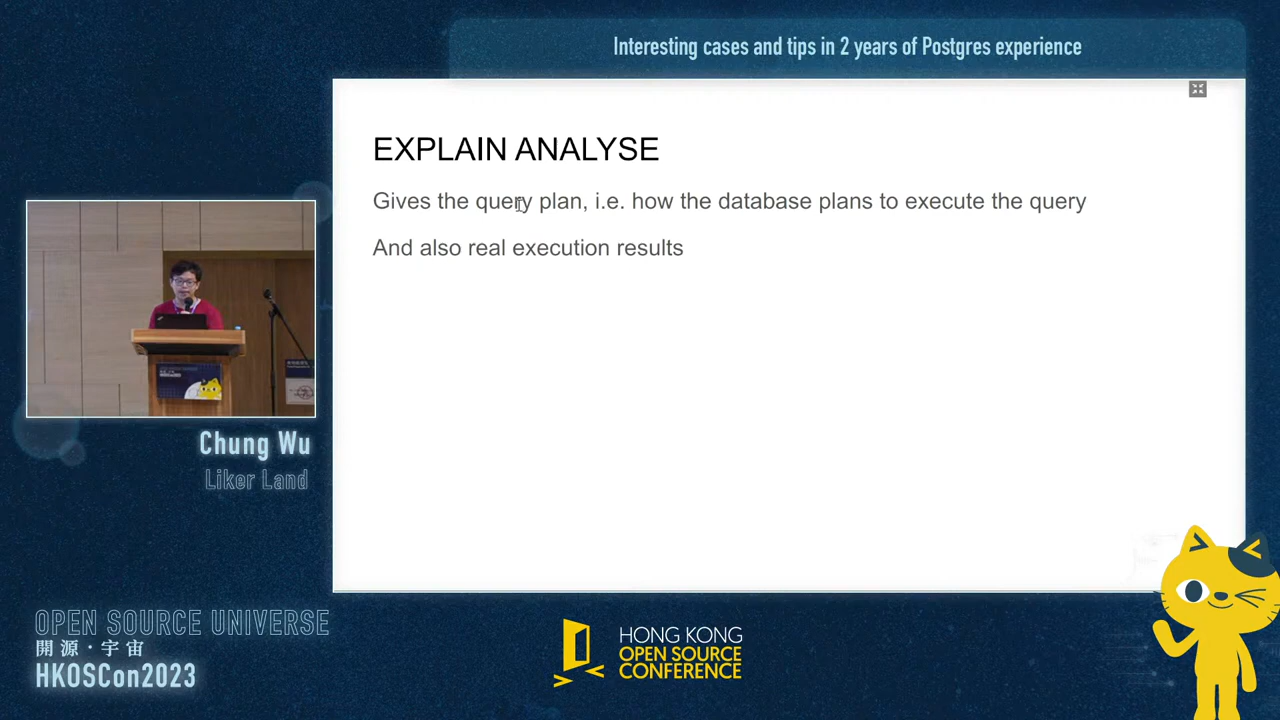 Interesting cases and tips in 2 years of Postgres experience
EXPLAIN ANALYSE
Gives the query plan, i.e. how the database plans to execute the query
And also real execution results
Chung Wu
Liker Land
OPEN SOURCE UNIVERSE
開源·宇宙
HKOSCon2023
HONG KONG
OPEN SOURCE
CONFERENCE